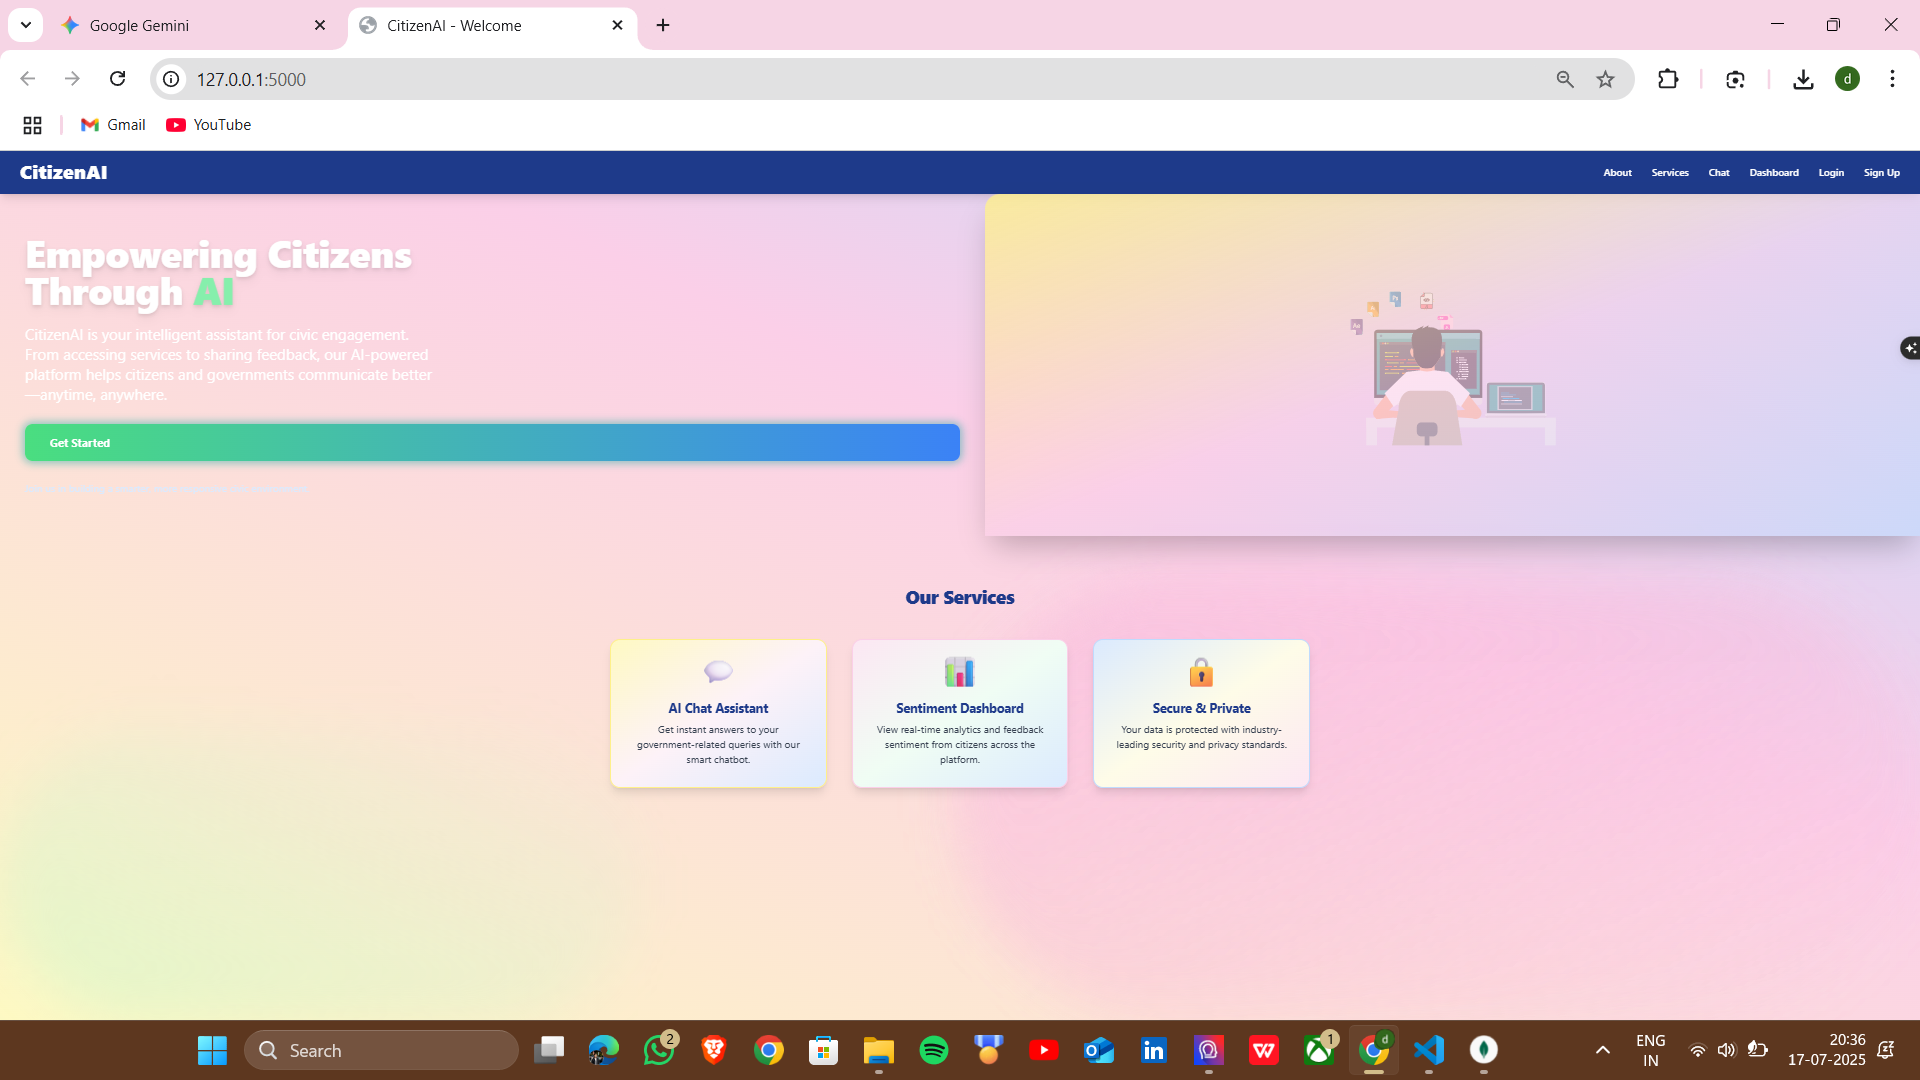 Google Gemini
CitizenAI - Welcome
127.0.0.1:5000
d
Gmail
YouTube
CitizenAI
About Services Chat Dashboard Login Sign Up
Empowering Citizens
Through AI
CitizenAI is your intelligent assistant for civic engagement.
From accessing services to sharing feedback, our AI-powered
platform helps citizens and governments communicate better
—anytime, anywhere.
Get Started
Our Services
AI Chat Assistant
Get instant answers to your
government-related queries with our
smart chatbot.
Sentiment Dashboard
View real-time analytics and feedback
sentiment from citizens across the
platform.
Secure & Private
Your data is protected with industry-
leading security and privacy standards.
Search
2
1
d
ENG
IN
20:36
17-07-2025